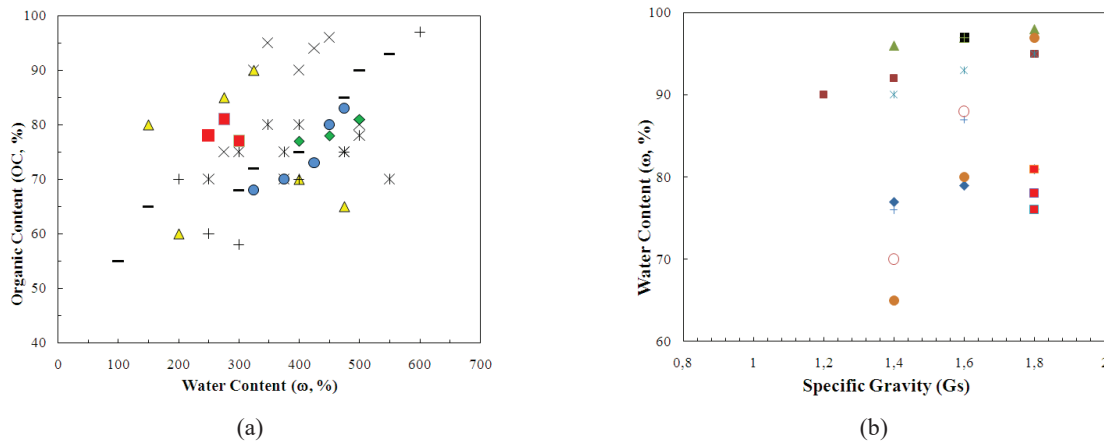 100
90
80
70
60
50
40
0 100 200 300 400 500 600 700
Organic Content (OC, %)
Water Content (ω, %)
(a)
100
90
80
70
60
0,8 1 1,2 1,4 1,6 1,8 2
Water Content (ω, %)
Specific Gravity (Gs)
(b)